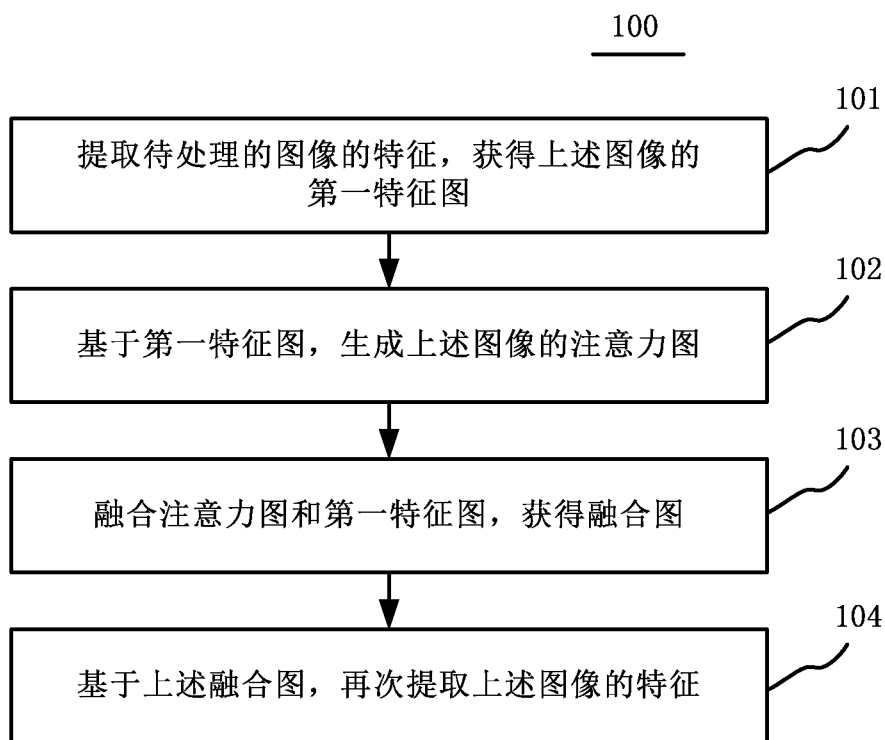 100
101
提取待处理的图像的特征，获得上述图像的
第一特征图
102
基于第一特征图，生成上述图像的注意力图
103
融合注意力图和第一特征图，获得融合图
104
基于上述融合图，再次提取上述图像的特征